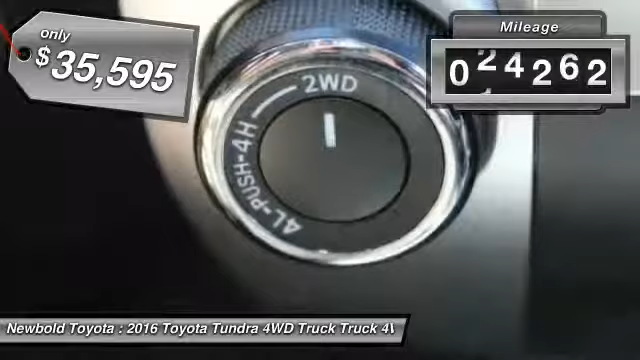 only
$35,595
Mileage
024262
2WD
4L-PUSH-4H
Newbold Toyota : 2016 Toyota Tundra 4WD Truck Truck